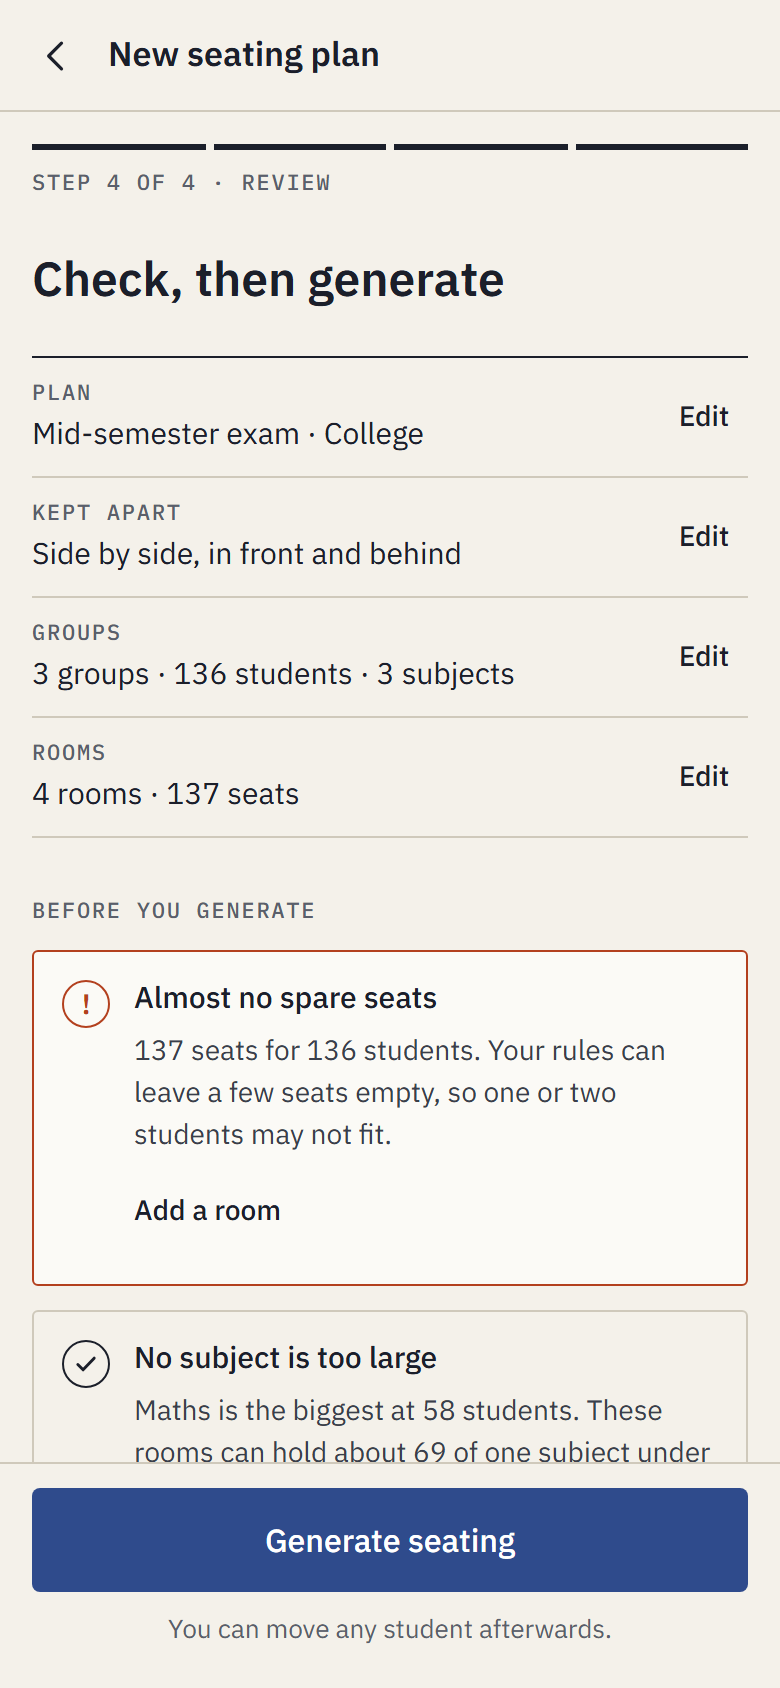 New seating plan
STEP 4 OF 4 · REVIEW
Check, then generate
PLAN
Mid-semester exam · College
Edit
KEPT APART
Side by side, in front and behind
Edit
GROUPS
3 groups · 136 students · 3 subjects
Edit
ROOMS
4 rooms · 137 seats
Edit
BEFORE YOU GENERATE
Almost no spare seats
137 seats for 136 students. Your rules can
leave a few seats empty, so one or two
students may not fit.
Add a room
No subject is too large
Maths is the biggest at 58 students. These
rooms can hold about 69 of one subject under
Generate seating
You can move any student afterwards.